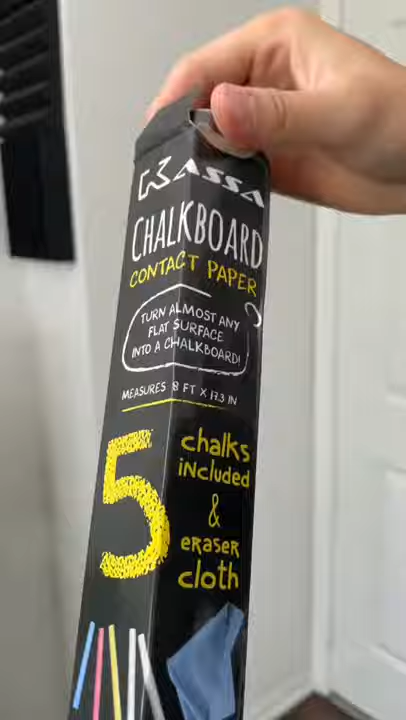 KASSA
CHALKBOARD
CONTACT PAPER
TURN ALMOST ANY
FLAT SURFACE
INTO A CHALKBOARD!
MEASURES 8 FT X 17.3 IN
5
chalks
included
&
eraser
cloth